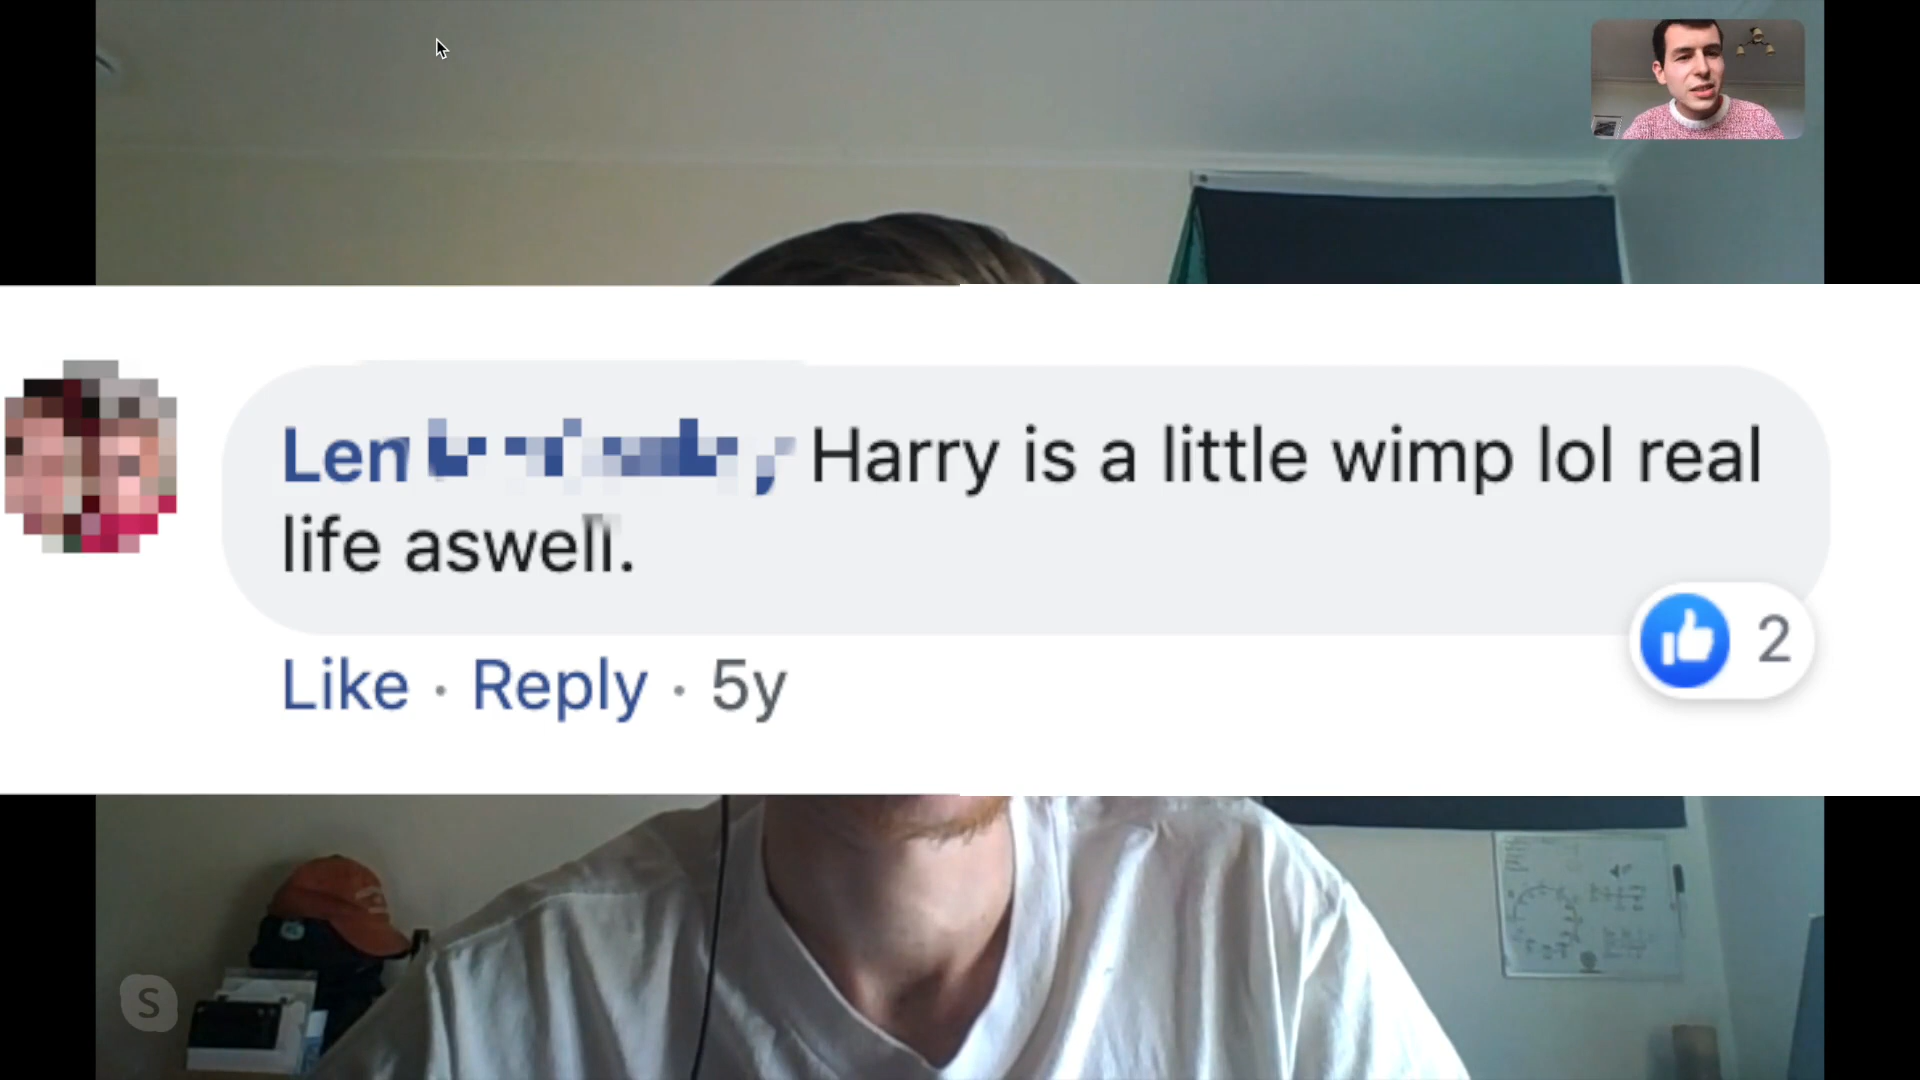 Len Harry is a little wimp lol real
life aswell.
2
Like · Reply · 5y
S